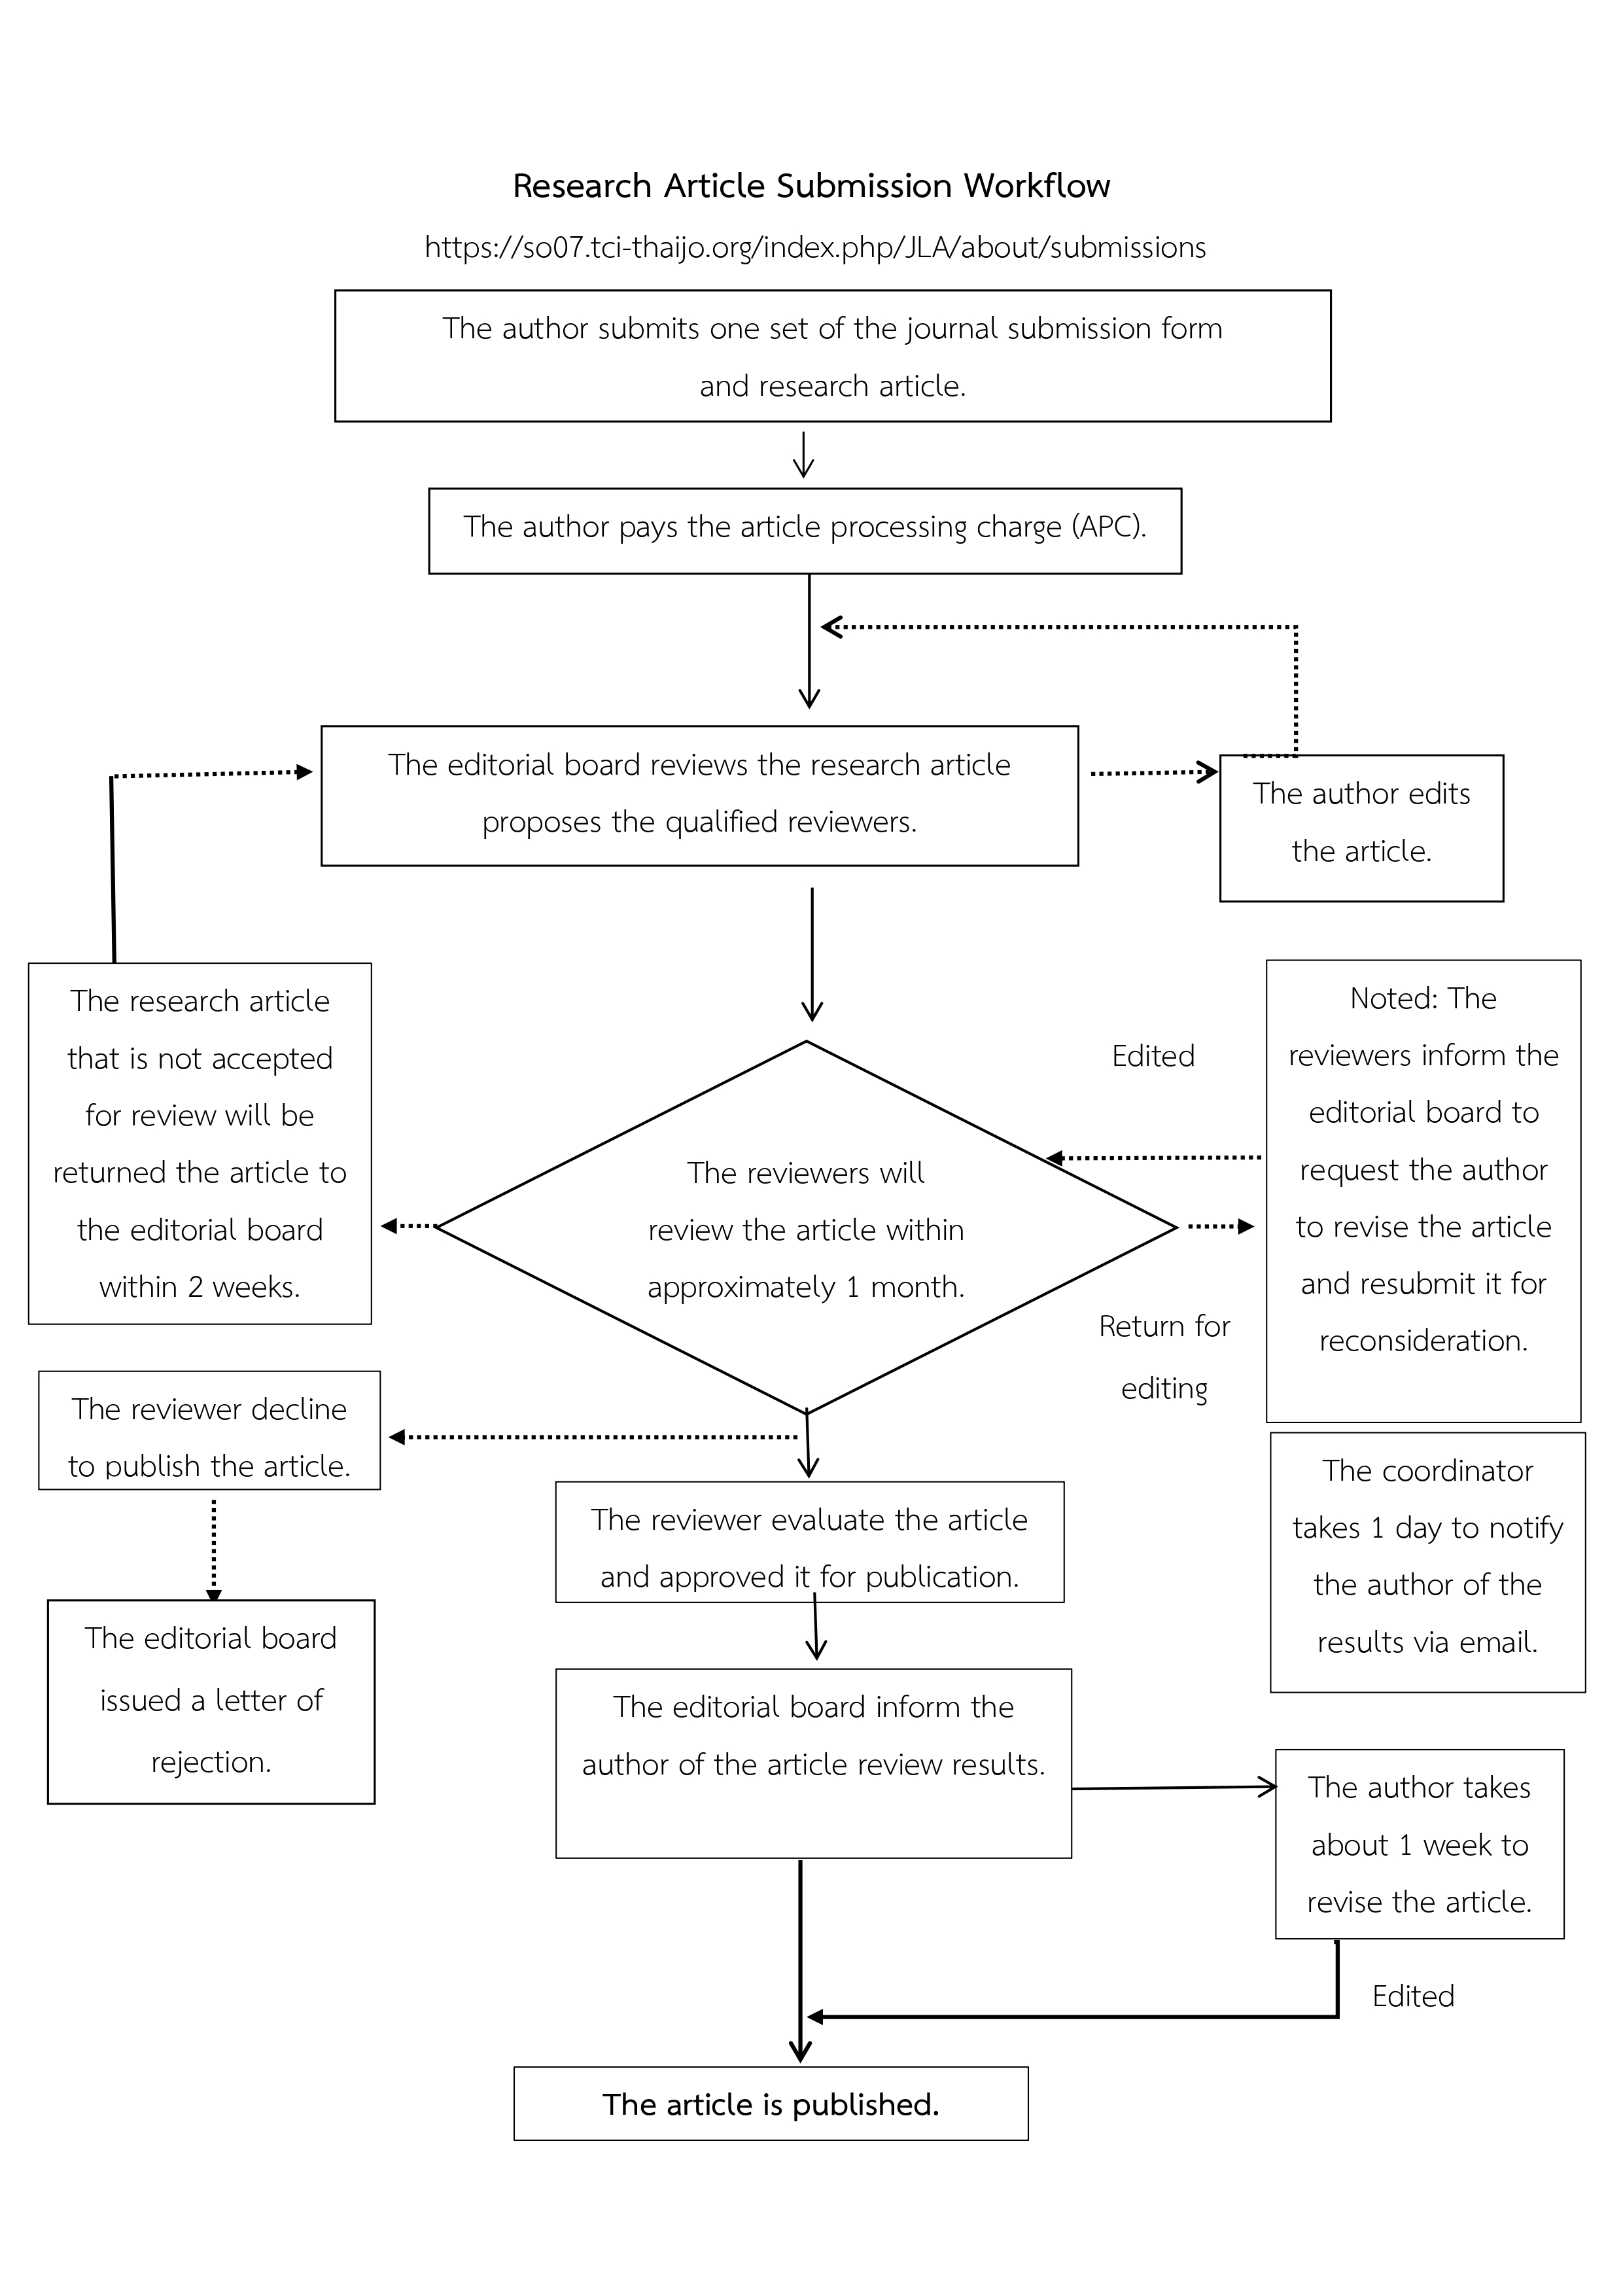 Research Article Submission Workflow
https://so07.tci-thaijo.org/index.php/JLA/about/submissions
The author submits one set of the journal submission form
and research article.
The author pays the article processing charge (APC).
The editorial board reviews the research article
proposes the qualified reviewers.
The author edits
the article.
The research article
that is not accepted
for review will be
returned the article to
the editorial board
within 2 weeks.
The reviewers will
review the article within
approximately 1 month.
Edited
Return for
editing
Noted: The
reviewers inform the
editorial board to
request the author
to revise the article
and resubmit it for
reconsideration.
The reviewer decline
to publish the article.
The editorial board
issued a letter of
rejection.
The reviewer evaluate the article
and approved it for publication.
The coordinator
takes 1 day to notify
the author of the
results via email.
The editorial board inform the
author of the article review results.
The author takes
about 1 week to
revise the article.
Edited
The article is published.